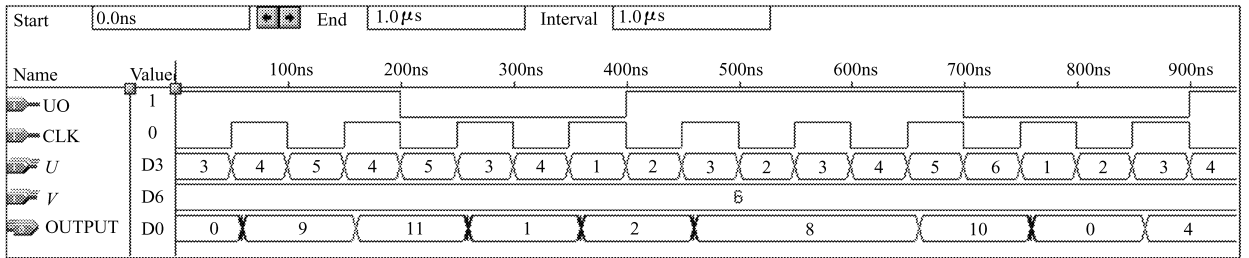 Start 0.0ns End 1.0μs Interval 1.0μs
Name Value 100ns 200ns 300ns 400ns 500ns 600ns 700ns 800ns 900ns
UO 1
CLK 0
U D3 3 4 5 4 5 3 4 1 2 3 2 3 4 5 6 1 2 3 4
V D6 6
OUTPUT D0 0 9 11 1 2 8 10 0 4